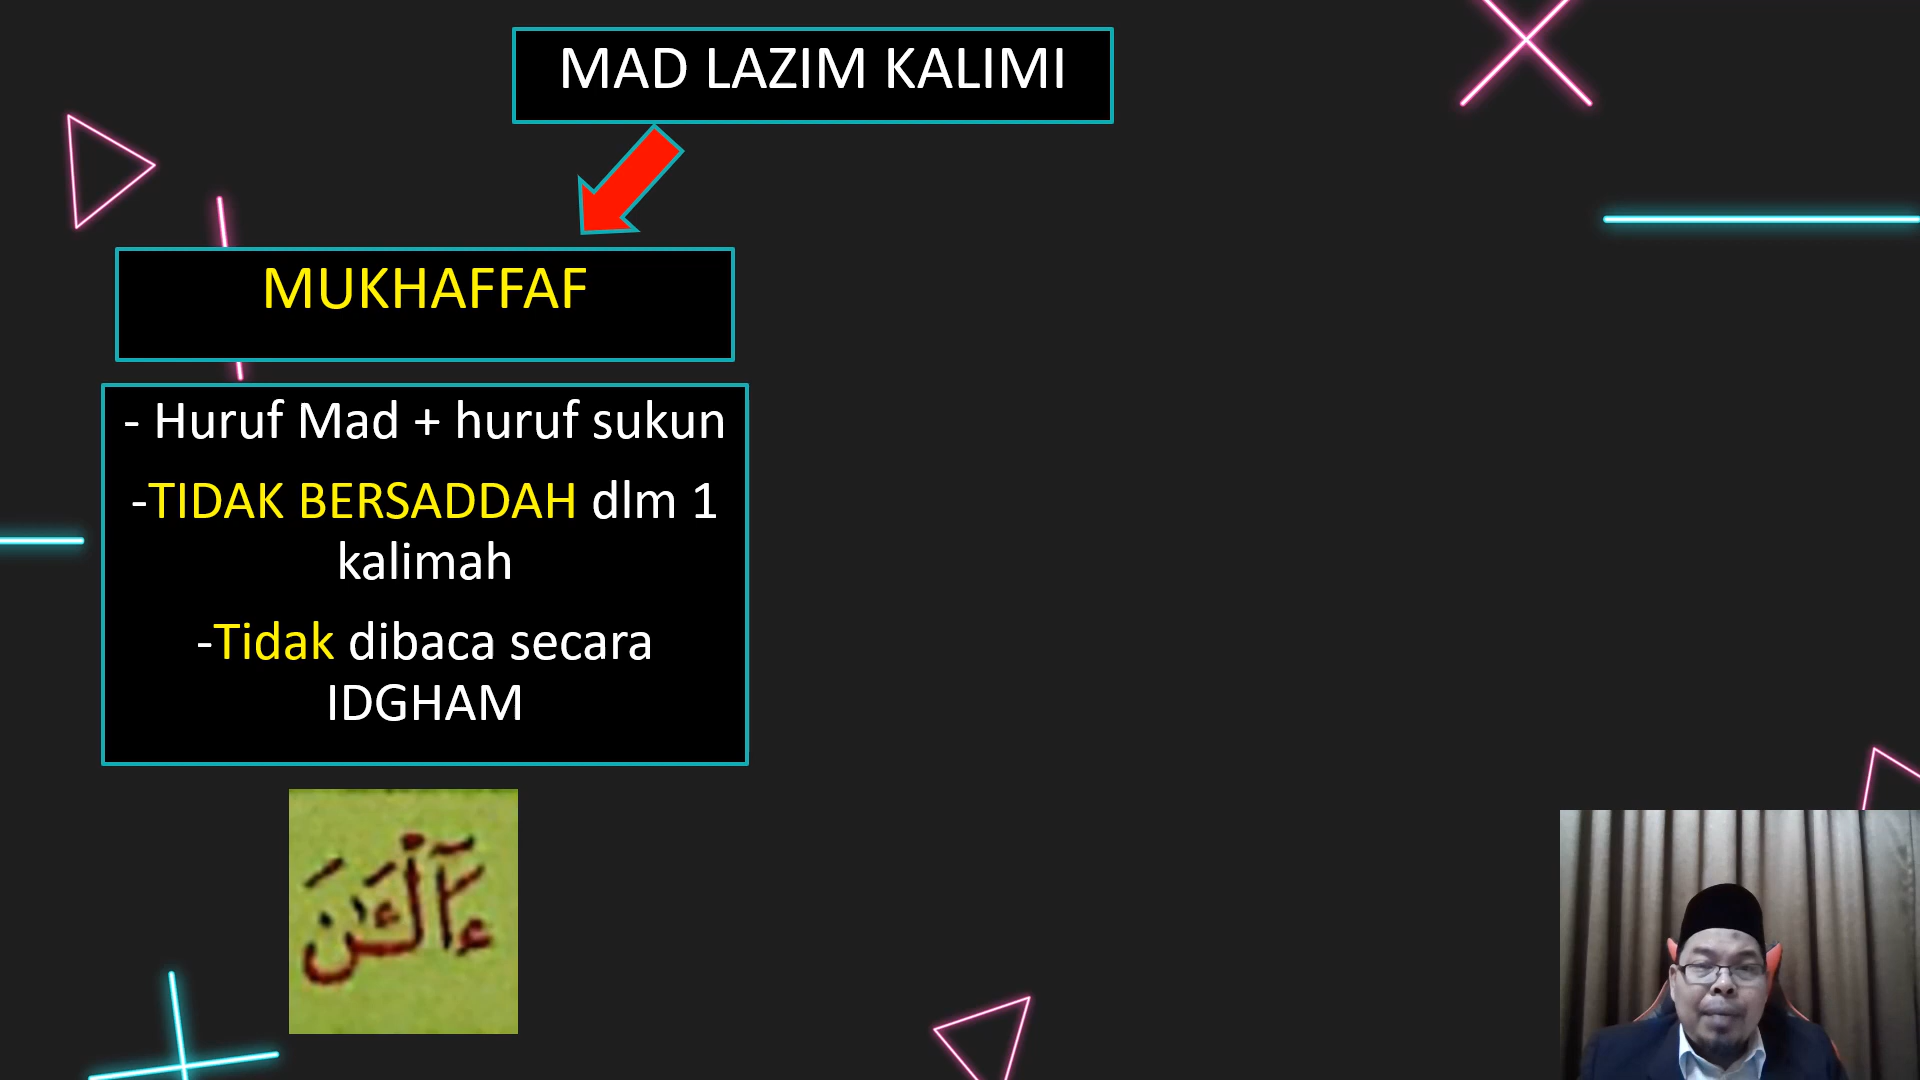 MAD LAZIM KALIMI
MUKHAFFAF
- Huruf Mad + huruf sukun
-TIDAK BERSADDAH dlm 1
kalimah
-Tidak dibaca secara
IDGHAM
ءَآلْـَٰٔنَ